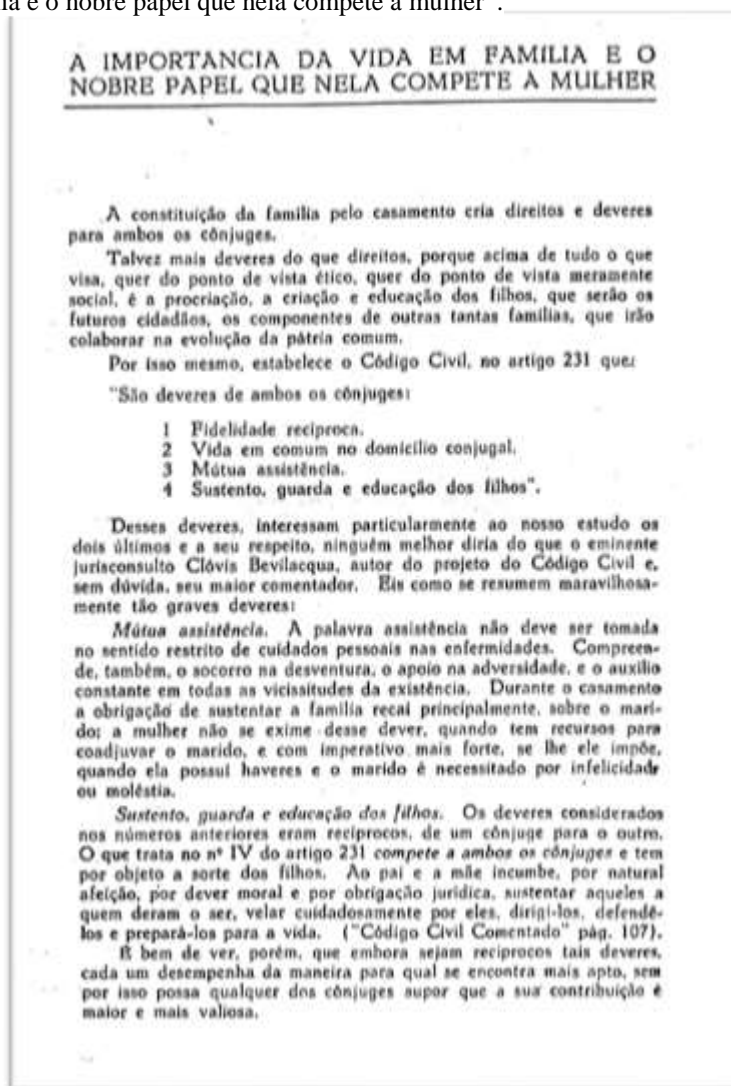 ia e o nobre papel que nela compete à mulher".
A IMPORTANCIA DA VIDA EM FAMÍLIA E O
NOBRE PAPEL QUE NELA COMPETE A MULHER
A constituição da família pelo casamento cria direitos e deveres
para ambos os cônjuges.
Talvez mais deveres do que direitos, porque acima de tudo o que
visa, quer do ponto de vista ético, quer do ponto de vista meramente
social, é a procriação, a criação e educação dos filhos, que serão os
futuros cidadãos, os componentes de outras tantas famílias, que irão
colaborar na evolução da pátria comum.
Por isso mesmo, estabelece o Código Civil, no artigo 231 que:
"São deveres de ambos os cônjuges:
1 Fidelidade recíproca.
2 Vida em comum no domicílio conjugal.
3 Mútua assistência.
4 Sustento, guarda e educação dos filhos".
Desses deveres, interessam particularmente ao nosso estudo os
dois últimos e a seu respeito, ninguém melhor diria do que o eminente
jurisconsulto Clóvis Bevilacqua, autor do projeto do Código Civil e,
sem dúvida, seu maior comentador. Eis como se resumem maravilhosa-
mente tão graves deveres:
Mútua assistência. A palavra assistência não deve ser tomada
no sentido restrito de cuidados pessoais nas enfermidades. Compreen-
de, também, o socorro na desventura, o apoio na adversidade, e o auxílio
constante em todas as vicissitudes da existência. Durante o casamento
a obrigação de sustentar a família recai principalmente, sobre o mari-
do; a mulher não se exime desse dever, quando tem recursos para
coadjuvar o marido, e com imperativo mais forte, se lhe ele impõe,
quando ela possui haveres e o marido é necessitado por infelicidade
ou moléstia.
Sustento, guarda e educação dos filhos. Os deveres considerados
nos números anteriores eram recíprocos, de um cônjuge para o outro.
O que trata no nº IV do artigo 231 compete a ambos os cônjuges e tem
por objeto a sorte dos filhos. Ao pai e a mãe incumbe, por natural
afeição, por dever moral e por obrigação jurídica, sustentar aqueles a
quem deram o ser, velar cuidadosamente por eles, dirigi-los, defendê-
los e prepará-los para a vida. ("Código Civil Comentado" pág. 107).
É bem de ver, porém, que embora sejam recíprocos tais deveres,
cada um desempenha da maneira para qual se encontra mais apto, sem
por isso possa qualquer dos cônjuges supor que a sua contribuição é
maior e mais valiosa.